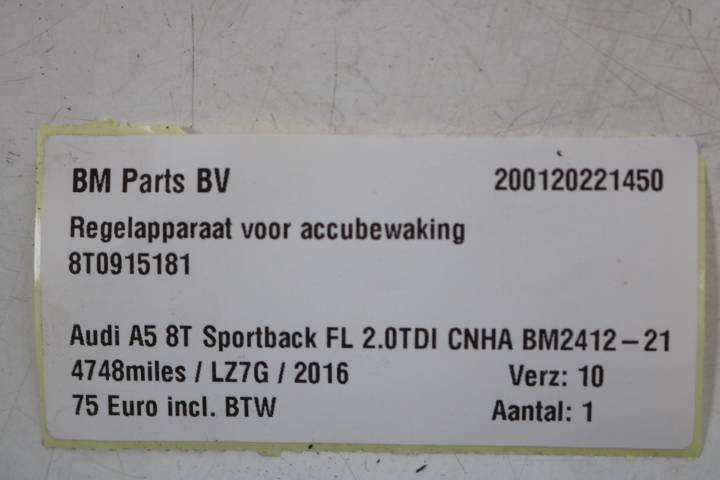 BM Parts BV 200120221450
Regelapparaat voor accubewaking
8T0915181
Audi A5 8T Sportback FL 2.0TDI CNHA BM2412-21
4748miles / LZ7G / 2016 Verz: 10
75 Euro incl. BTW Aantal: 1